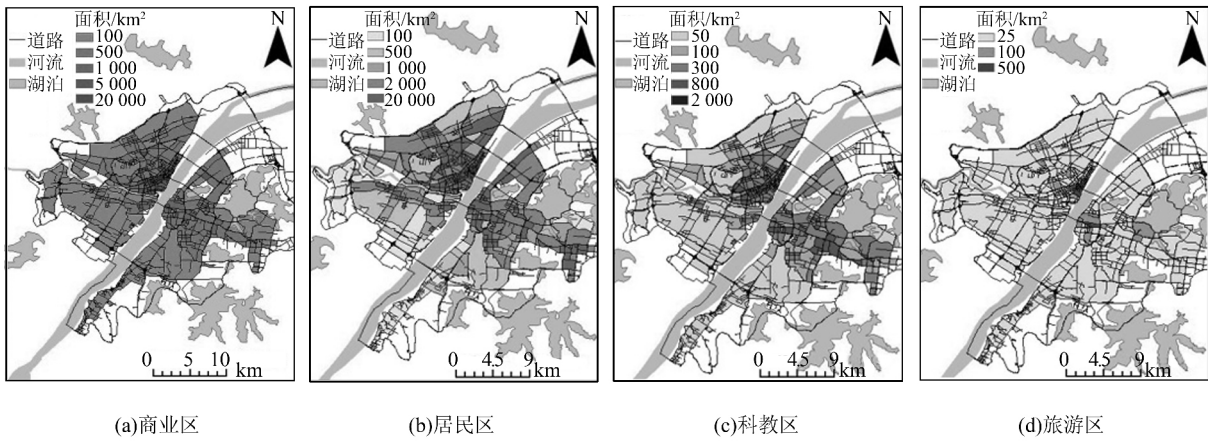 面积/km²
N
道路 100
500
河流 1 000
5 000
湖泊 20 000
0 5 10
km
(a)商业区
面积/km²
N
道路 100
500
河流 1 000
2 000
湖泊 20 000
0 4.5 9
km
(b)居民区
面积/km²
N
道路 50
100
河流 300
800
湖泊 2 000
0 4.5 9
km
(c)科教区
面积/km²
N
道路 25
100
河流 500
湖泊
0 4.5 9
km
(d)旅游区